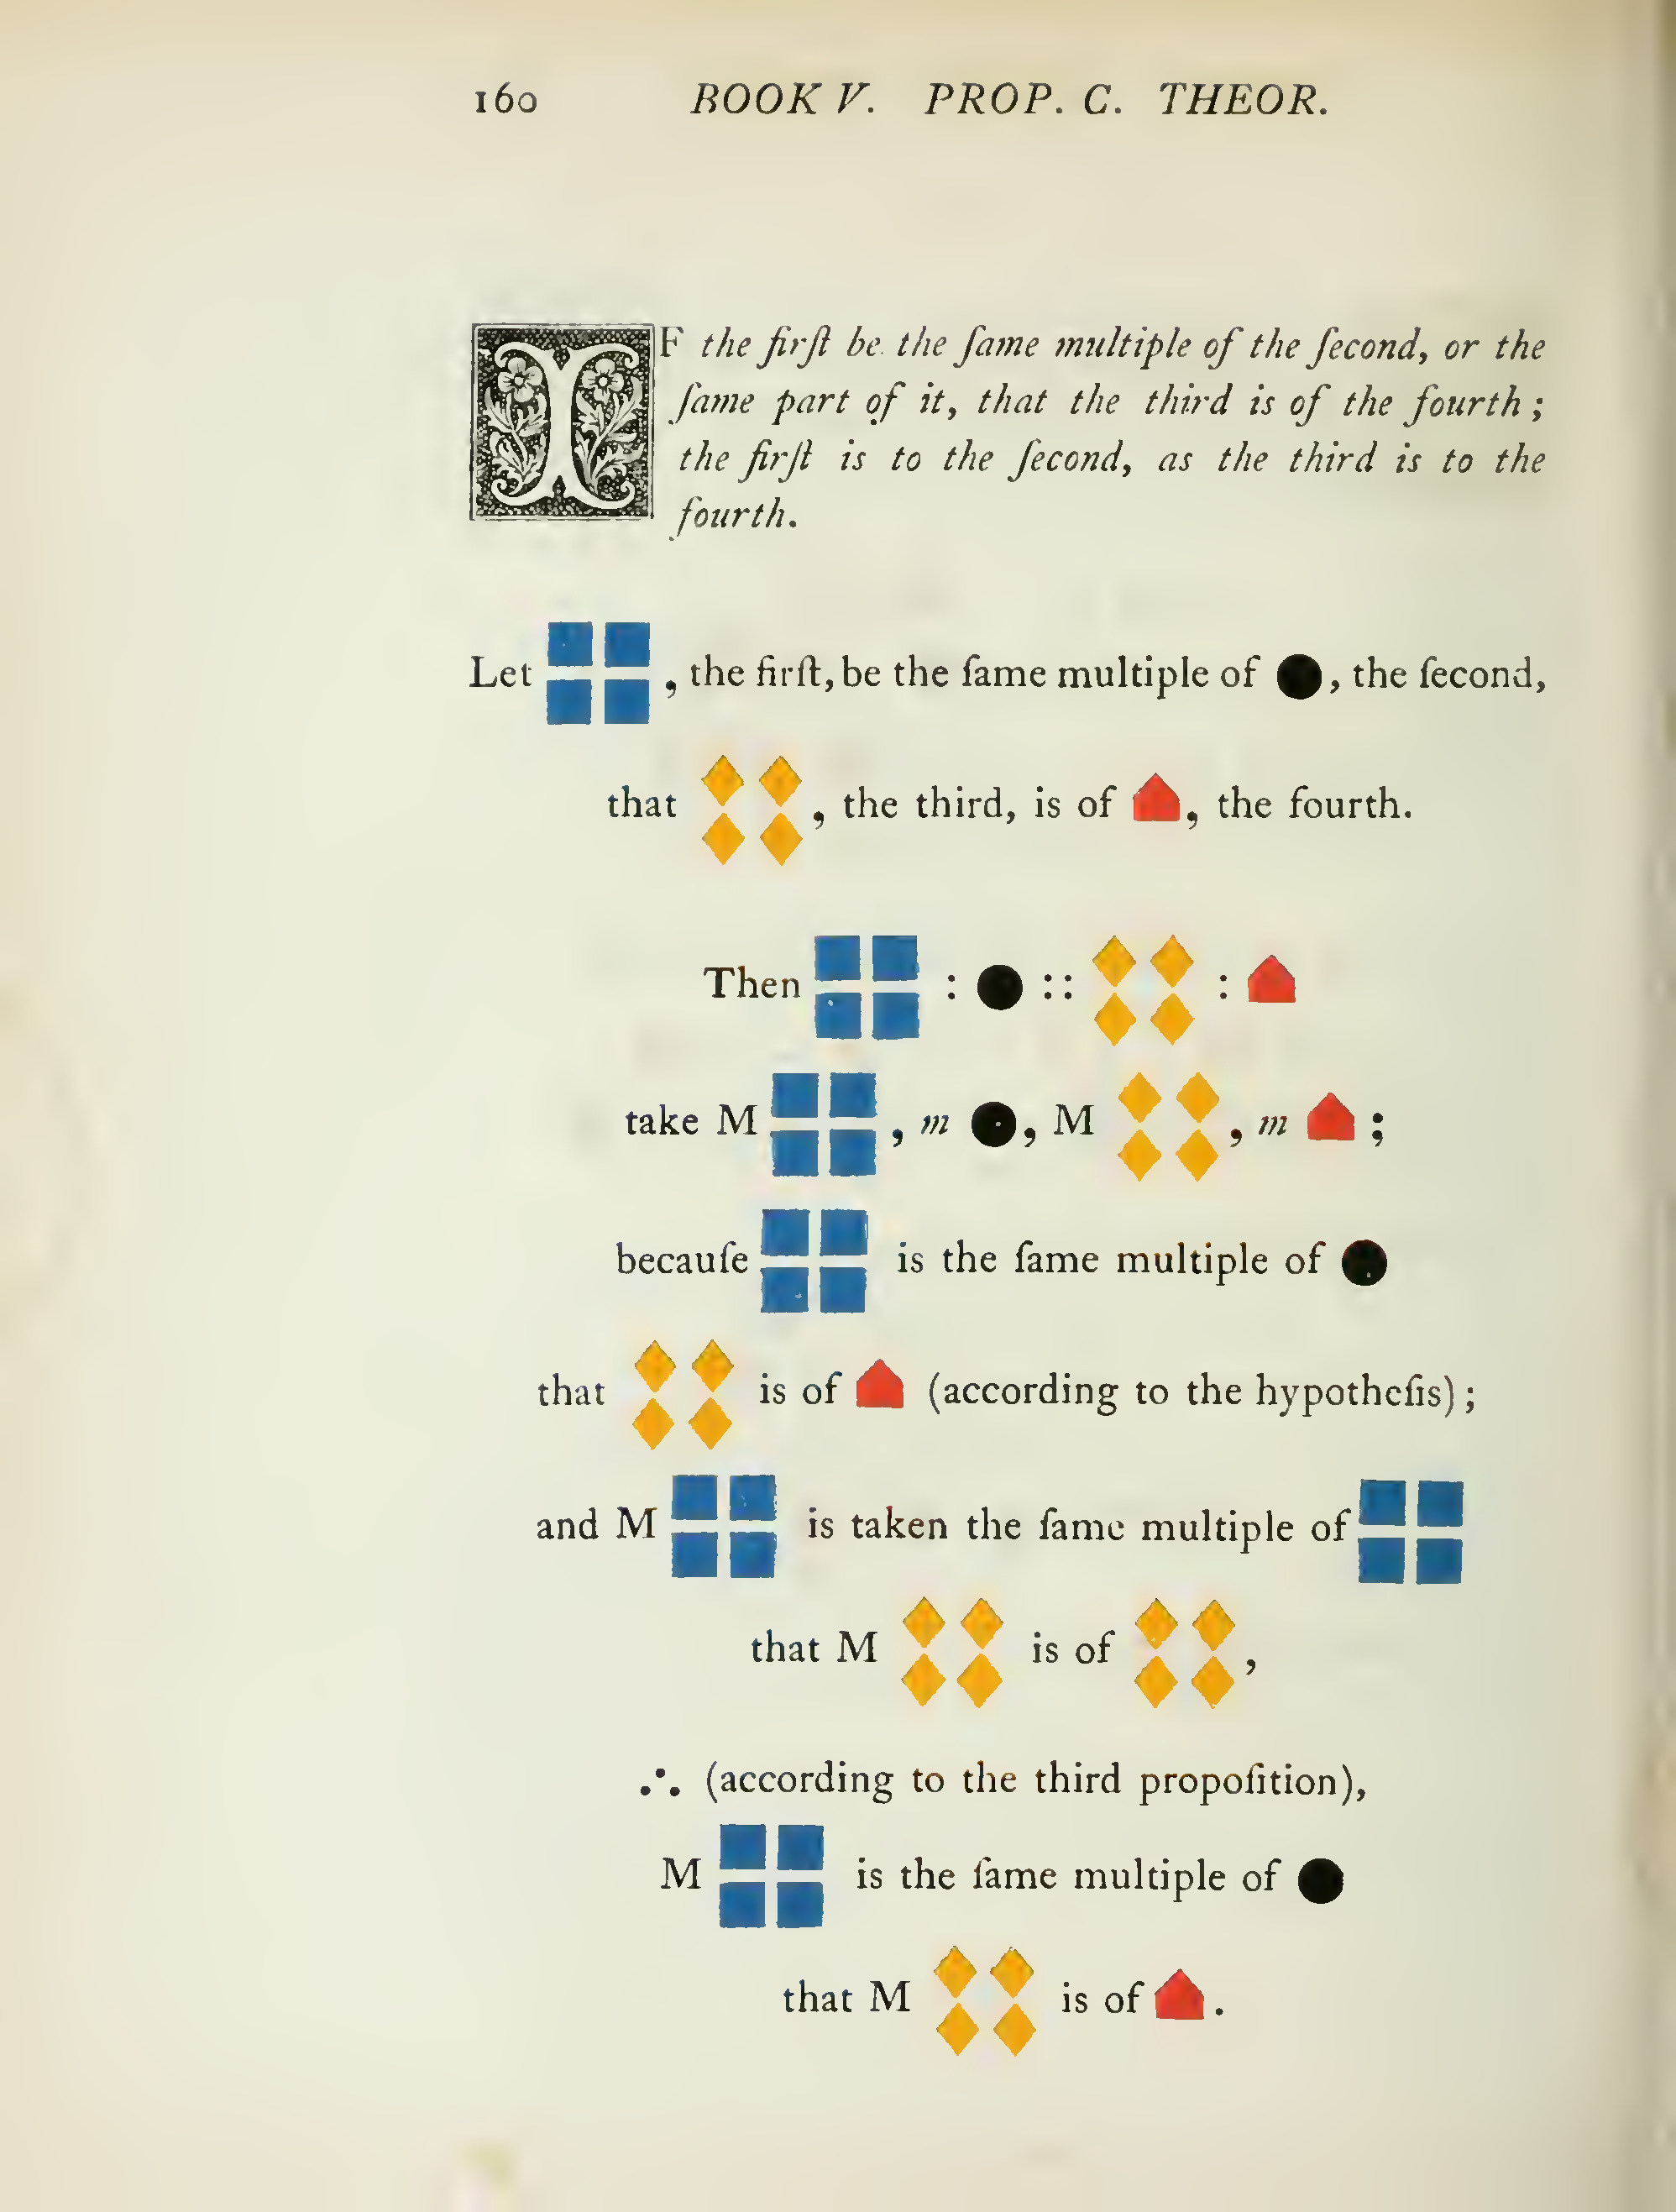 160 BOOK V. PROP. C. THEOR.
IF the firſt be the ſame multiple of the ſecond, or the
ſame part of it, that the third is of the fourth;
the firſt is to the ſecond, as the third is to the
fourth.
Let , the firſt, be the ſame multiple of , the ſecond,
that , the third, is of , the fourth.
Then : :: :
take M , m , M , m ;
becauſe is the ſame multiple of
that is of (according to the hypotheſis);
and M is taken the ſame multiple of
that M is of ,
∴ (according to the third propoſition),
M is the ſame multiple of
that M is of .